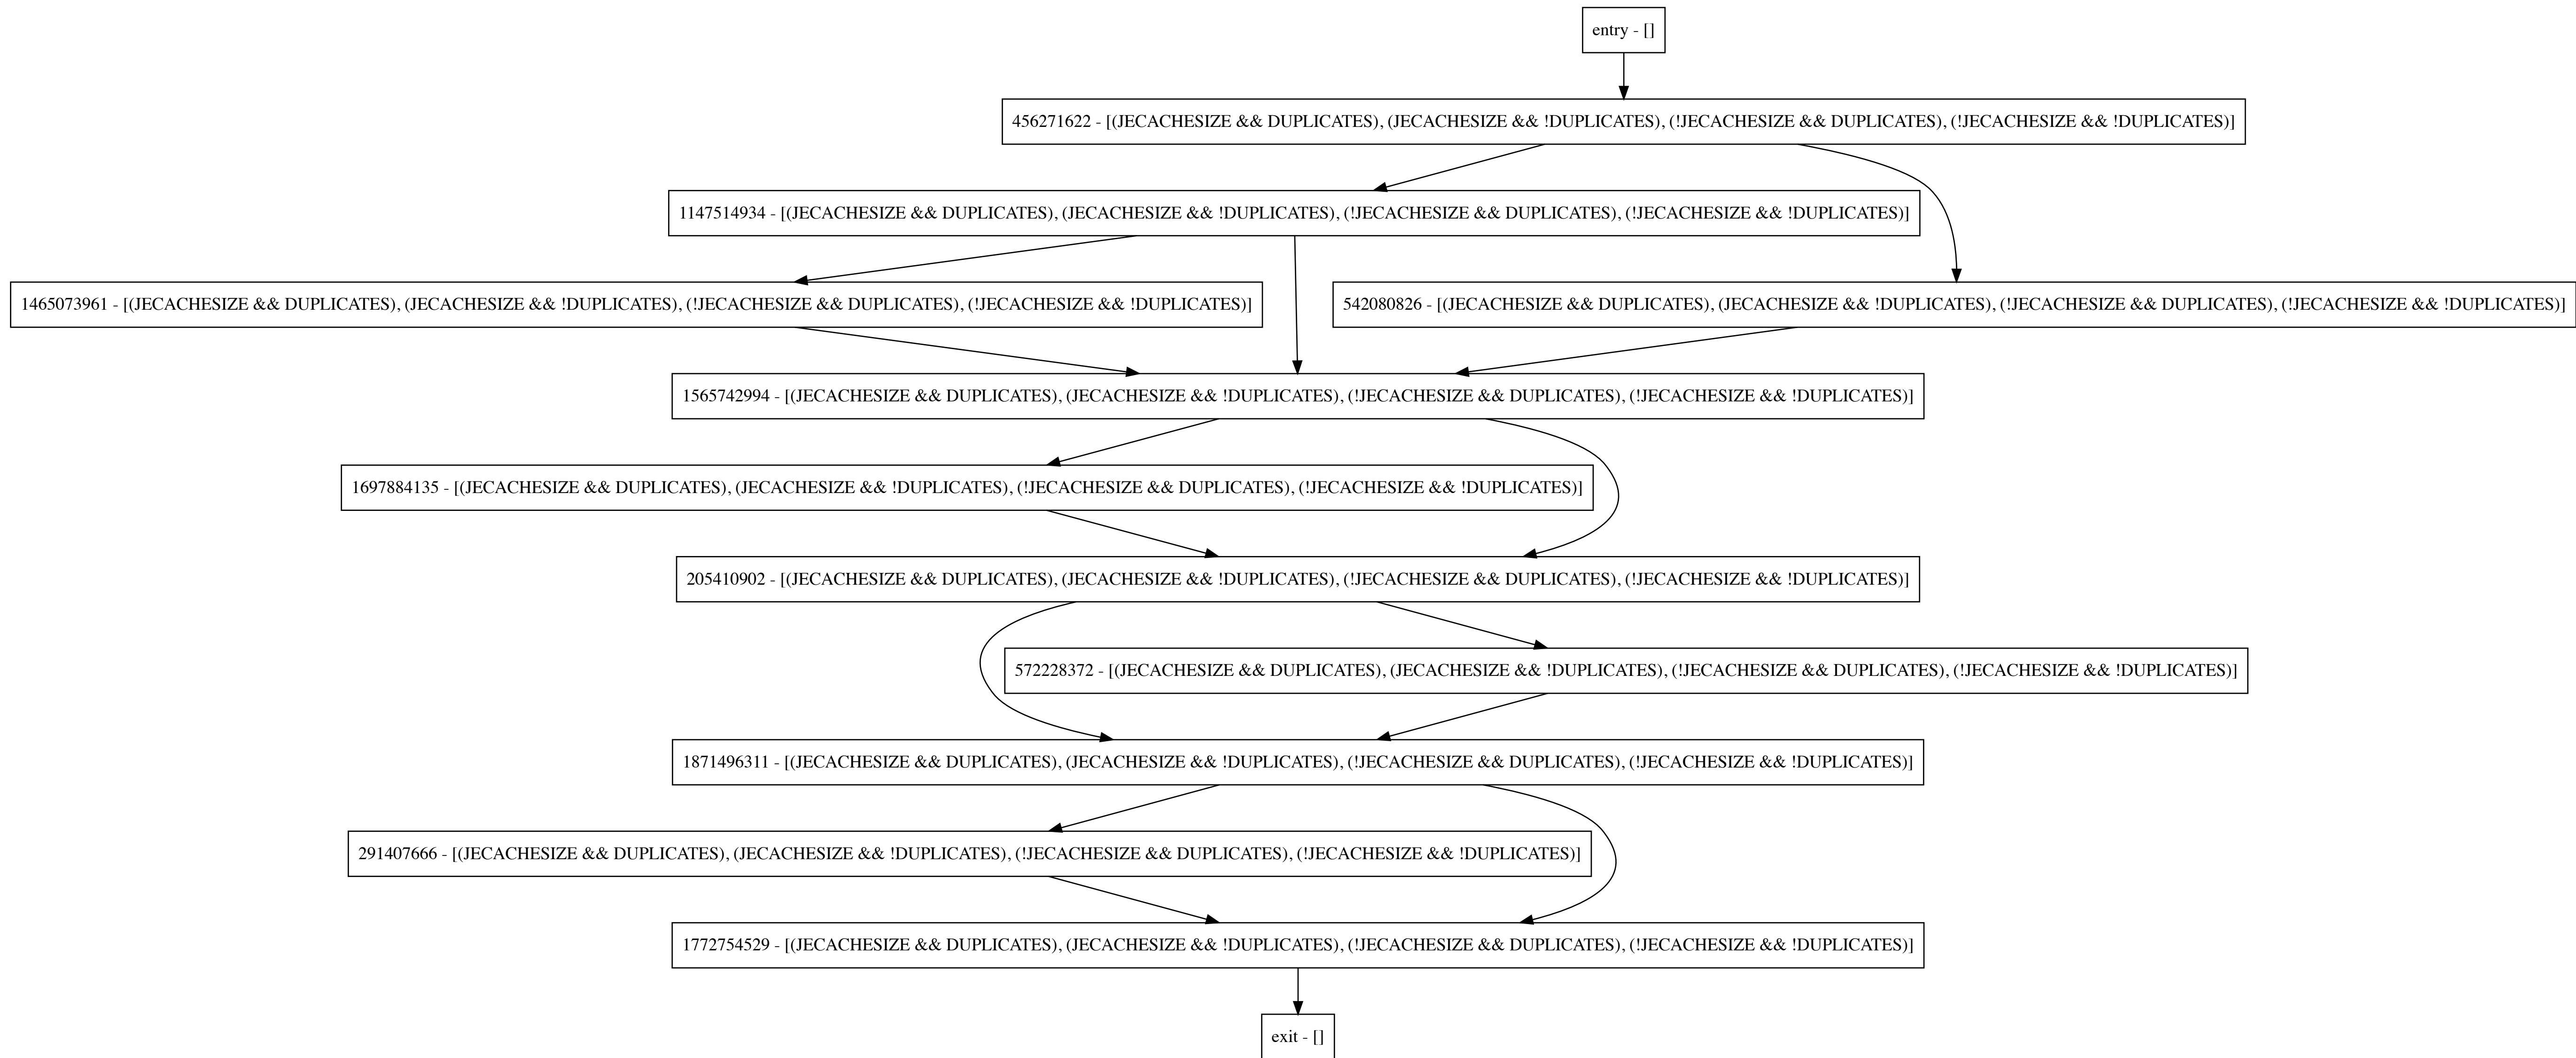 entry - []
456271622 - [(JECACHESIZE && DUPLICATES), (JECACHESIZE && !DUPLICATES), (!JECACHESIZE && DUPLICATES), (!JECACHESIZE && !DUPLICATES)]
1147514934 - [(JECACHESIZE && DUPLICATES), (JECACHESIZE && !DUPLICATES), (!JECACHESIZE && DUPLICATES), (!JECACHESIZE && !DUPLICATES)]
1465073961 - [(JECACHESIZE && DUPLICATES), (JECACHESIZE && !DUPLICATES), (!JECACHESIZE && DUPLICATES), (!JECACHESIZE && !DUPLICATES)]
542080826 - [(JECACHESIZE && DUPLICATES), (JECACHESIZE && !DUPLICATES), (!JECACHESIZE && DUPLICATES), (!JECACHESIZE && !DUPLICATES)]
1565742994 - [(JECACHESIZE && DUPLICATES), (JECACHESIZE && !DUPLICATES), (!JECACHESIZE && DUPLICATES), (!JECACHESIZE && !DUPLICATES)]
1697884135 - [(JECACHESIZE && DUPLICATES), (JECACHESIZE && !DUPLICATES), (!JECACHESIZE && DUPLICATES), (!JECACHESIZE && !DUPLICATES)]
205410902 - [(JECACHESIZE && DUPLICATES), (JECACHESIZE && !DUPLICATES), (!JECACHESIZE && DUPLICATES), (!JECACHESIZE && !DUPLICATES)]
572228372 - [(JECACHESIZE && DUPLICATES), (JECACHESIZE && !DUPLICATES), (!JECACHESIZE && DUPLICATES), (!JECACHESIZE && !DUPLICATES)]
1871496311 - [(JECACHESIZE && DUPLICATES), (JECACHESIZE && !DUPLICATES), (!JECACHESIZE && DUPLICATES), (!JECACHESIZE && !DUPLICATES)]
291407666 - [(JECACHESIZE && DUPLICATES), (JECACHESIZE && !DUPLICATES), (!JECACHESIZE && DUPLICATES), (!JECACHESIZE && !DUPLICATES)]
1772754529 - [(JECACHESIZE && DUPLICATES), (JECACHESIZE && !DUPLICATES), (!JECACHESIZE && DUPLICATES), (!JECACHESIZE && !DUPLICATES)]
exit - []